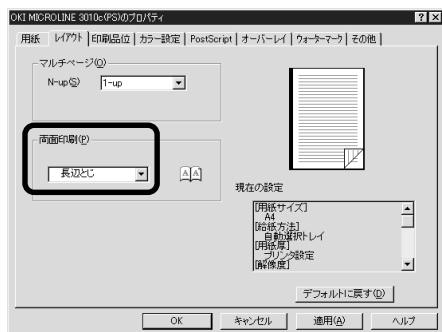 OKI MICROLINE 3010c(PS)のプロパティ
用紙 レイアウト 印刷品位 カラー設定 PostScript オーバーレイ ウォーターマーク その他
マルチページ(O)
N-up(S) 1-up
両面印刷(P)
長辺とじ
A A
現在の設定
[用紙サイズ]
A4
[給紙方法]
自動選択トレイ
[用紙厚]
プリンタ設定
[解像度]
デフォルトに戻す(D)
OK キャンセル 適用(A) ヘルプ